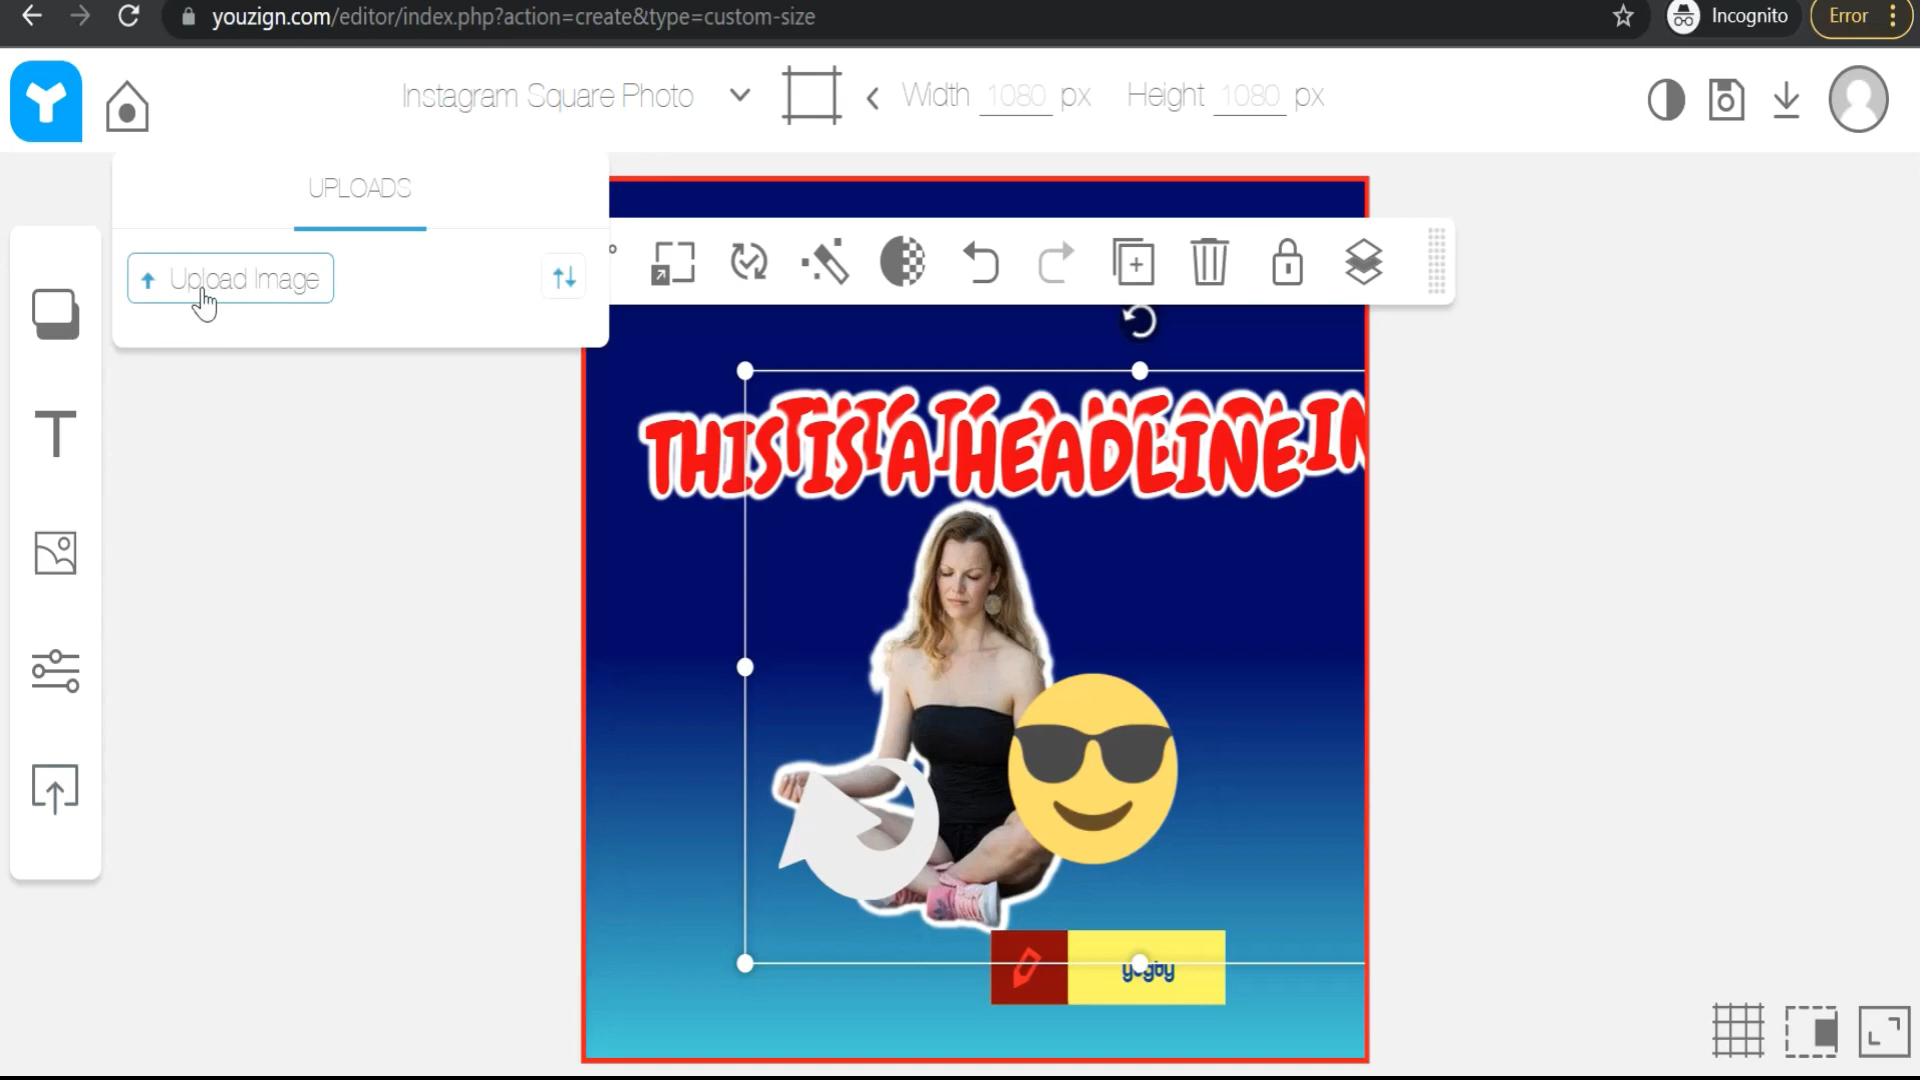 youzign.com/editor/index.php?action=create&type=custom-size
Incognito
Error
Instagram Square Photo
Width 1080 px
Height 1080 px
UPLOADS
Upload Image
THIS IS A HEADLINE
yogby